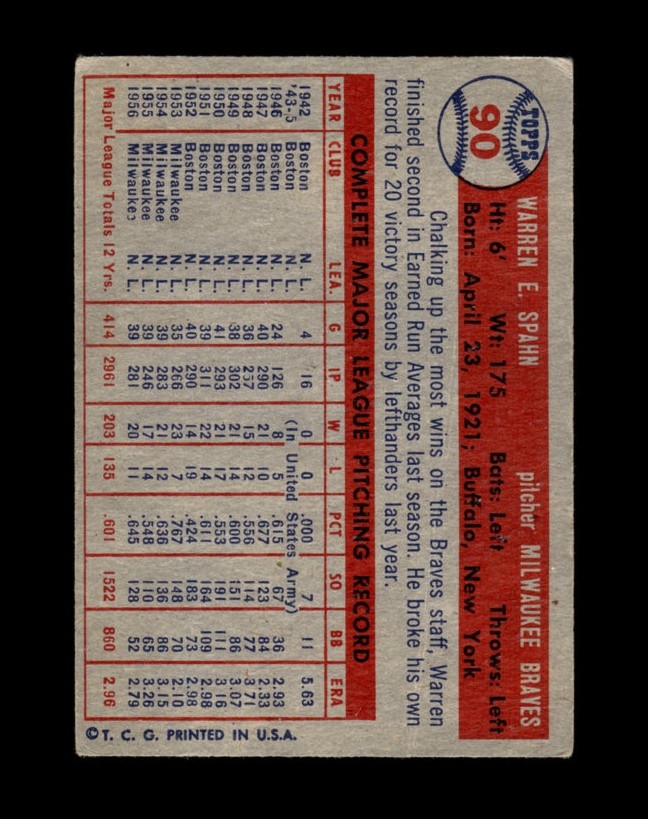 TOPPS
90
WARREN E. SPAHN pitcher MILWAUKEE BRAVES
Ht: 6' Wt: 175 Bats: Left Throws: Left
Born: April 23, 1921; Buffalo, New York
Chalking up the most wins on the Braves staff, Warren
finished second in Earned Run Averages last season. He broke his own
record for 20 victory seasons by lefthanders last year.
COMPLETE MAJOR LEAGUE PITCHING RECORD
YEAR CLUB LEA. G IP W L PCT SO BB ERA
1942 Boston N. L. 4 16 0 0 .000 7 11 5.63
'43-5 Boston N. L. (In United States Army)
1946 Boston N. L. 24 126 8 5 .615 67 36 2.93
1947 Boston N. L. 40 290 21 10 .677 123 84 2.33
1948 Boston N. L. 36 257 15 12 .556 114 77 3.71
1949 Boston N. L. 38 302 21 14 .600 151 86 3.07
1950 Boston N. L. 41 293 21 17 .553 191 111 3.16
1951 Boston N. L. 39 311 22 14 .611 164 109 2.98
1952 Boston N. L. 40 290 14 19 .424 183 73 2.98
1953 Milwaukee N. L. 35 266 23 7 .767 148 70 2.10
1954 Milwaukee N. L. 39 283 21 12 .636 136 86 3.15
1955 Milwaukee N. L. 39 246 17 14 .548 110 65 3.26
1956 Milwaukee N. L. 39 281 20 11 .645 128 52 2.79
Major League Totals 12 Yrs. 414 2961 203 135 .601 1522 860 2.96
© T. C. G. PRINTED IN U.S.A.